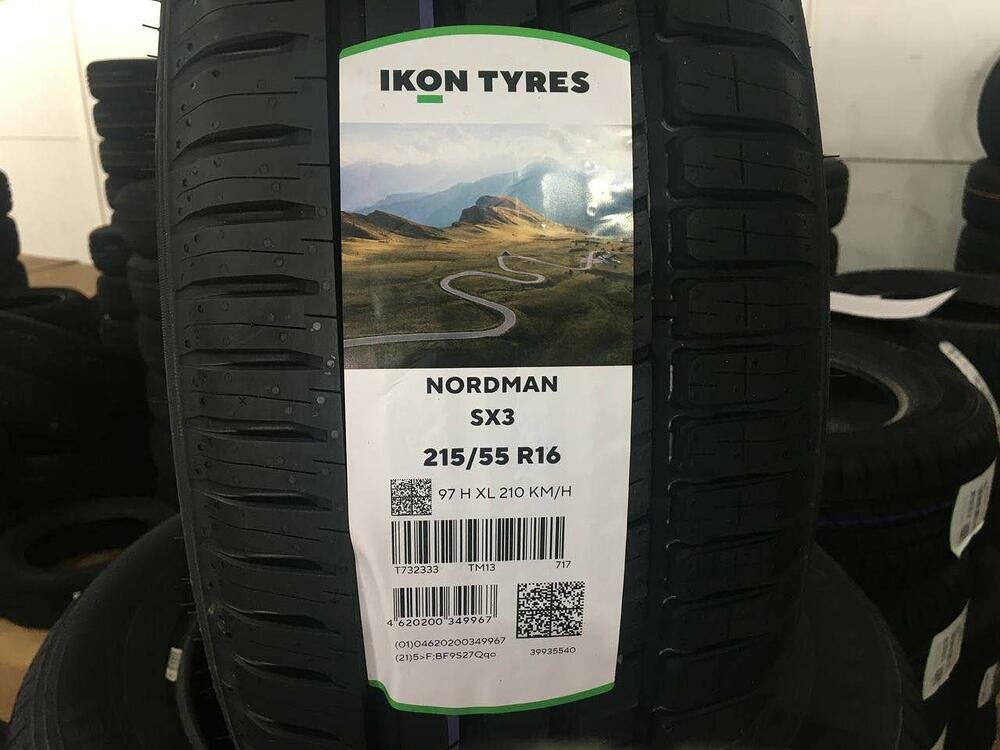 IKON TYRES
NORDMAN
SX3
215/55 R16
97 H XL 210 KM/H
T732333 TM13 717
4 620200 349967
(01)04620200349967
(21)5>F;BF9S27Qqo
39935540